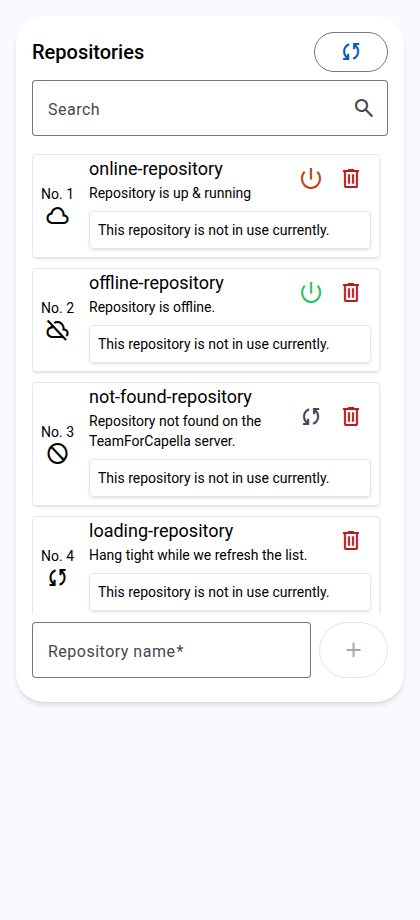 Repositories
Search
No. 1
online-repository
Repository is up & running
This repository is not in use currently.
No. 2
offline-repository
Repository is offline.
This repository is not in use currently.
No. 3
not-found-repository
Repository not found on the
TeamForCapella server.
This repository is not in use currently.
No. 4
loading-repository
Hang tight while we refresh the list.
This repository is not in use currently.
Repository name*